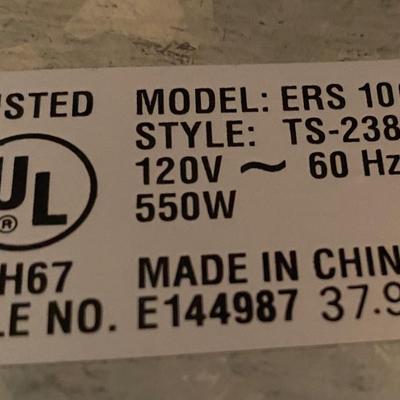 ISTED
MODEL: ERS 10
STYLE: TS-238
120V ~ 60 Hz
UL
®
550W
H67
MADE IN CHIN
LE NO. E144987 37.9